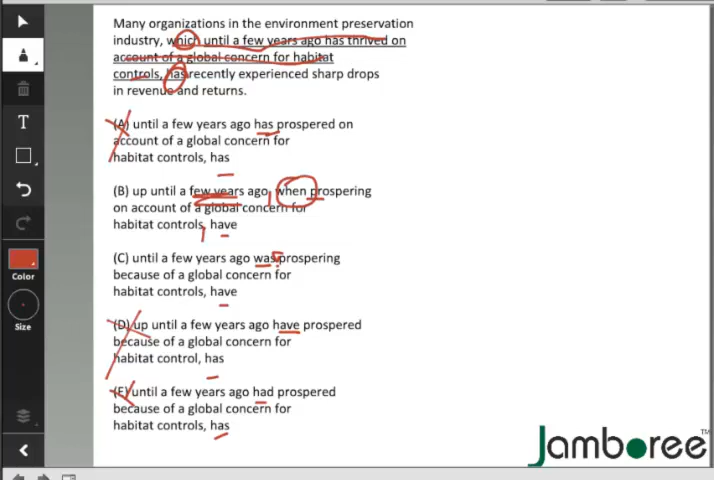 Many organizations in the environment preservation
industry, which until a few years ago has thrived on
account of a global concern for habitat
controls, has recently experienced sharp drops
in revenue and returns.
(A) until a few years ago has prospered on
account of a global concern for
habitat controls, has
(B) up until a few years ago, when prospering
on account of a global concern for
habitat controls, have
(C) until a few years ago was prospering
because of a global concern for
habitat controls, have
(D) up until a few years ago have prospered
because of a global concern for
habitat control, has
(E) until a few years ago had prospered
because of a global concern for
habitat controls, has
T
Color
Size
Jamboree™